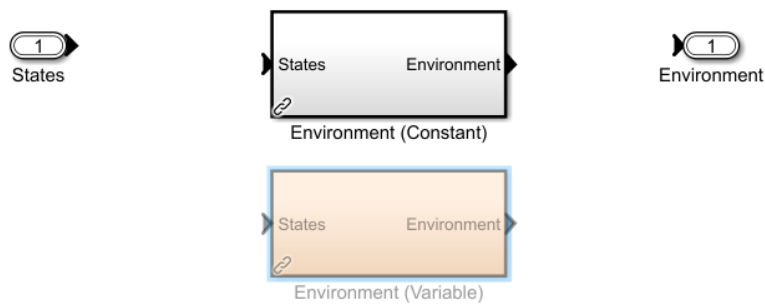 1
States
States Environment
Environment (Constant)
1
Environment
States Environment
Environment (Variable)